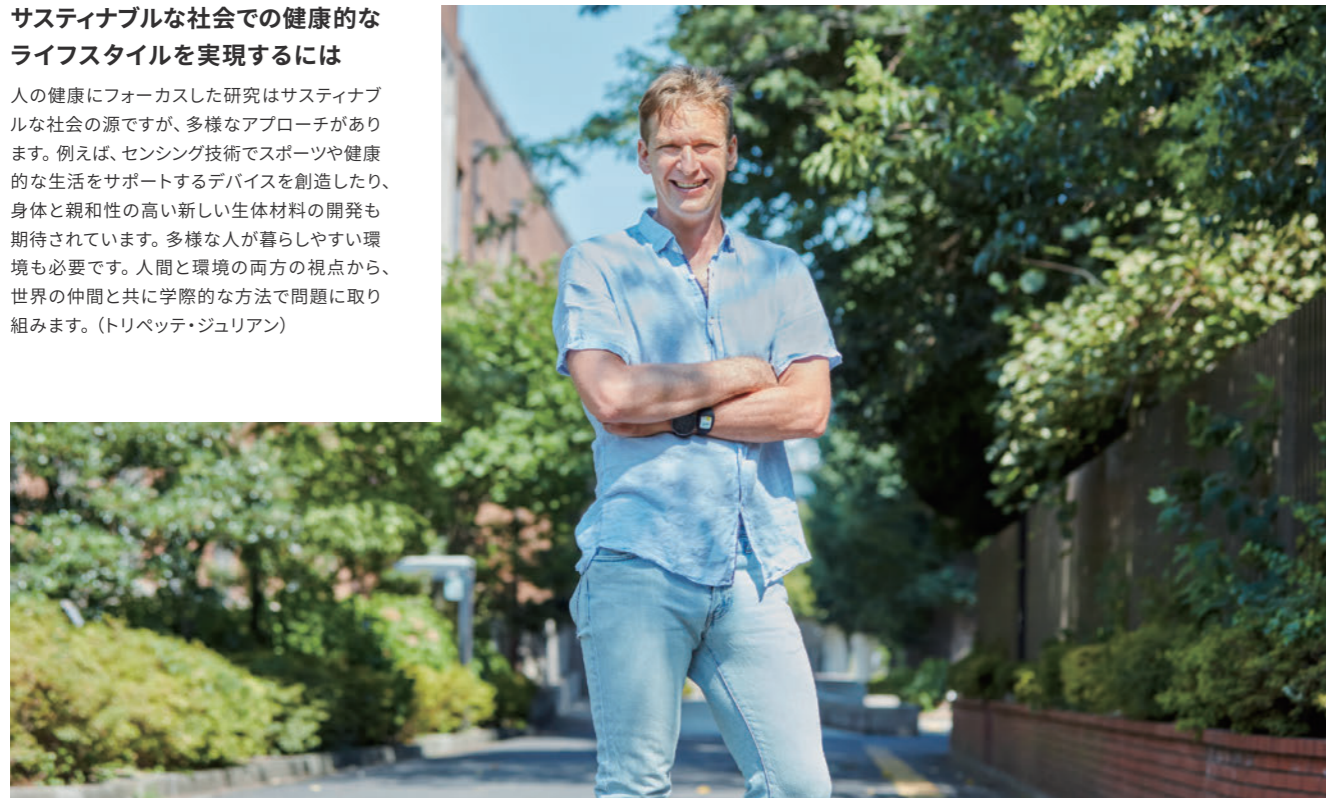 サスティナブルな社会での健康的な
ライフスタイルを実現するには
人の健康にフォーカスした研究はサスティナブ
ルな社会の源ですが、多様なアプローチがあり
ます。例えば、センシング技術でスポーツや健康
的な生活をサポートするデバイスを創造したり、
身体と親和性の高い新しい生体材料の開発も
期待されています。多様な人が暮らしやすい環
境も必要です。人間と環境の両方の視点から、
世界の仲間と共に学際的な方法で問題に取り
組みます。（トリペッテ・ジュリアン）